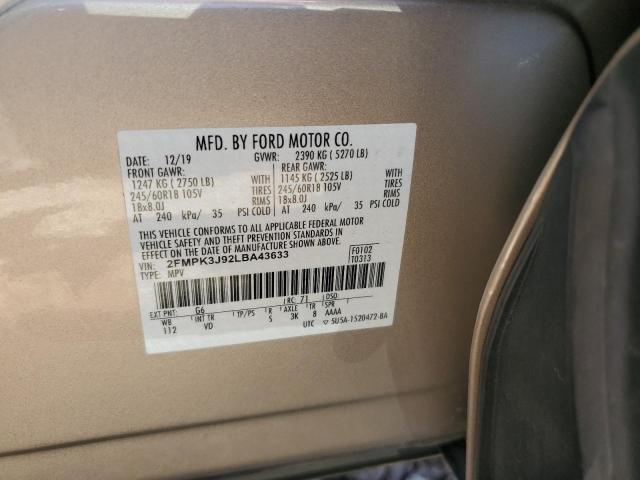 MFD. BY FORD MOTOR CO.
DATE: 12/19 GVWR: 2390 KG ( 5270 LB)
FRONT GAWR: REAR GAWR:
1247 KG ( 2750 LB) WITH 1145 KG ( 2525 LB) WITH
245/60R18 105V TIRES 245/60R18 105V TIRES
18x8.0J RIMS 18x8.0J RIMS
AT 240 kPa/ 35 PSI COLD AT 240 kPa/ 35 PSI COLD
THIS VEHICLE CONFORMS TO ALL APPLICABLE FEDERAL MOTOR
VEHICLE SAFETY AND THEFT PREVENTION STANDARDS IN
EFFECT ON THE DATE OF MANUFACTURE SHOWN ABOVE.
VIN: 2FMPK3J92LBA43633 F0102
TYPE: MPV T0313
EXT PNT: G6 RC: 71 DSO:
WB INT TR TP/PS R AXLE TR SPR
112 VD S 3K 8 AAAA
UTC 5U5A-1520472-BA